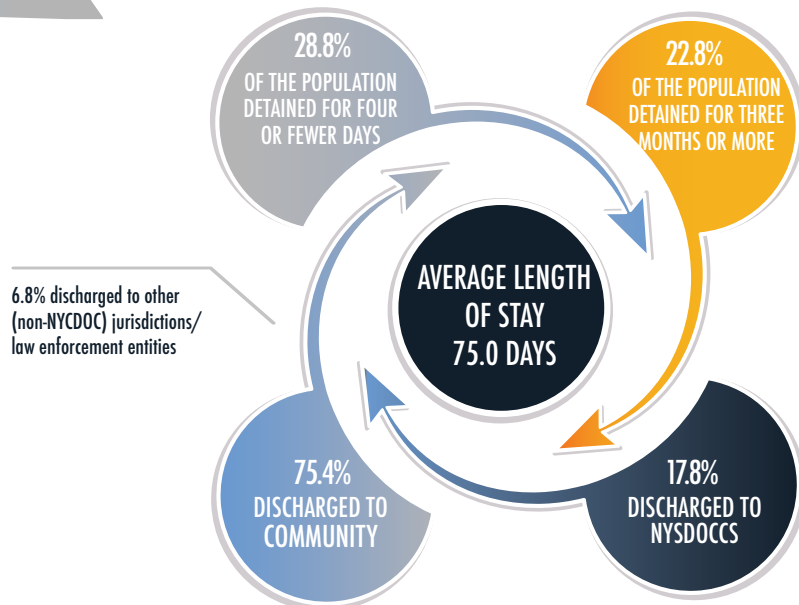 28.8%
OF THE POPULATION
DETAINED FOR FOUR
OR FEWER DAYS
22.8%
OF THE POPULATION
DETAINED FOR THREE
MONTHS OR MORE
AVERAGE LENGTH
OF STAY
75.0 DAYS
6.8% discharged to other
(non-NYCDOC) jurisdictions/
law enforcement entities
75.4%
DISCHARGED TO
COMMUNITY
17.8%
DISCHARGED TO
NYSDOCCS